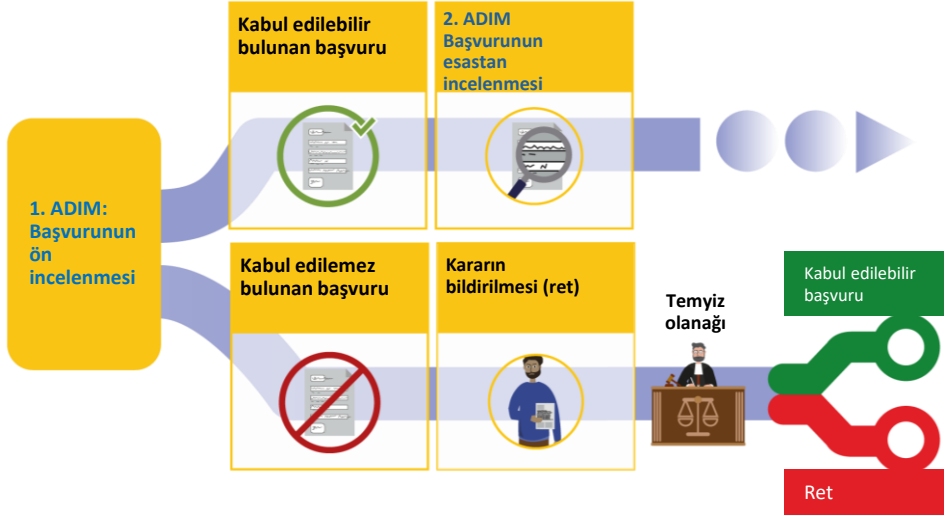 1. ADIM:
Başvurunun
ön
incelenmesi
Kabul edilebilir
bulunan başvuru
2. ADIM
Başvurunun
esastan
incelenmesi
Kabul edilemez
bulunan başvuru
Kararın
bildirilmesi (ret)
Temyiz
olanağı
Kabul edilebilir
başvuru
Ret